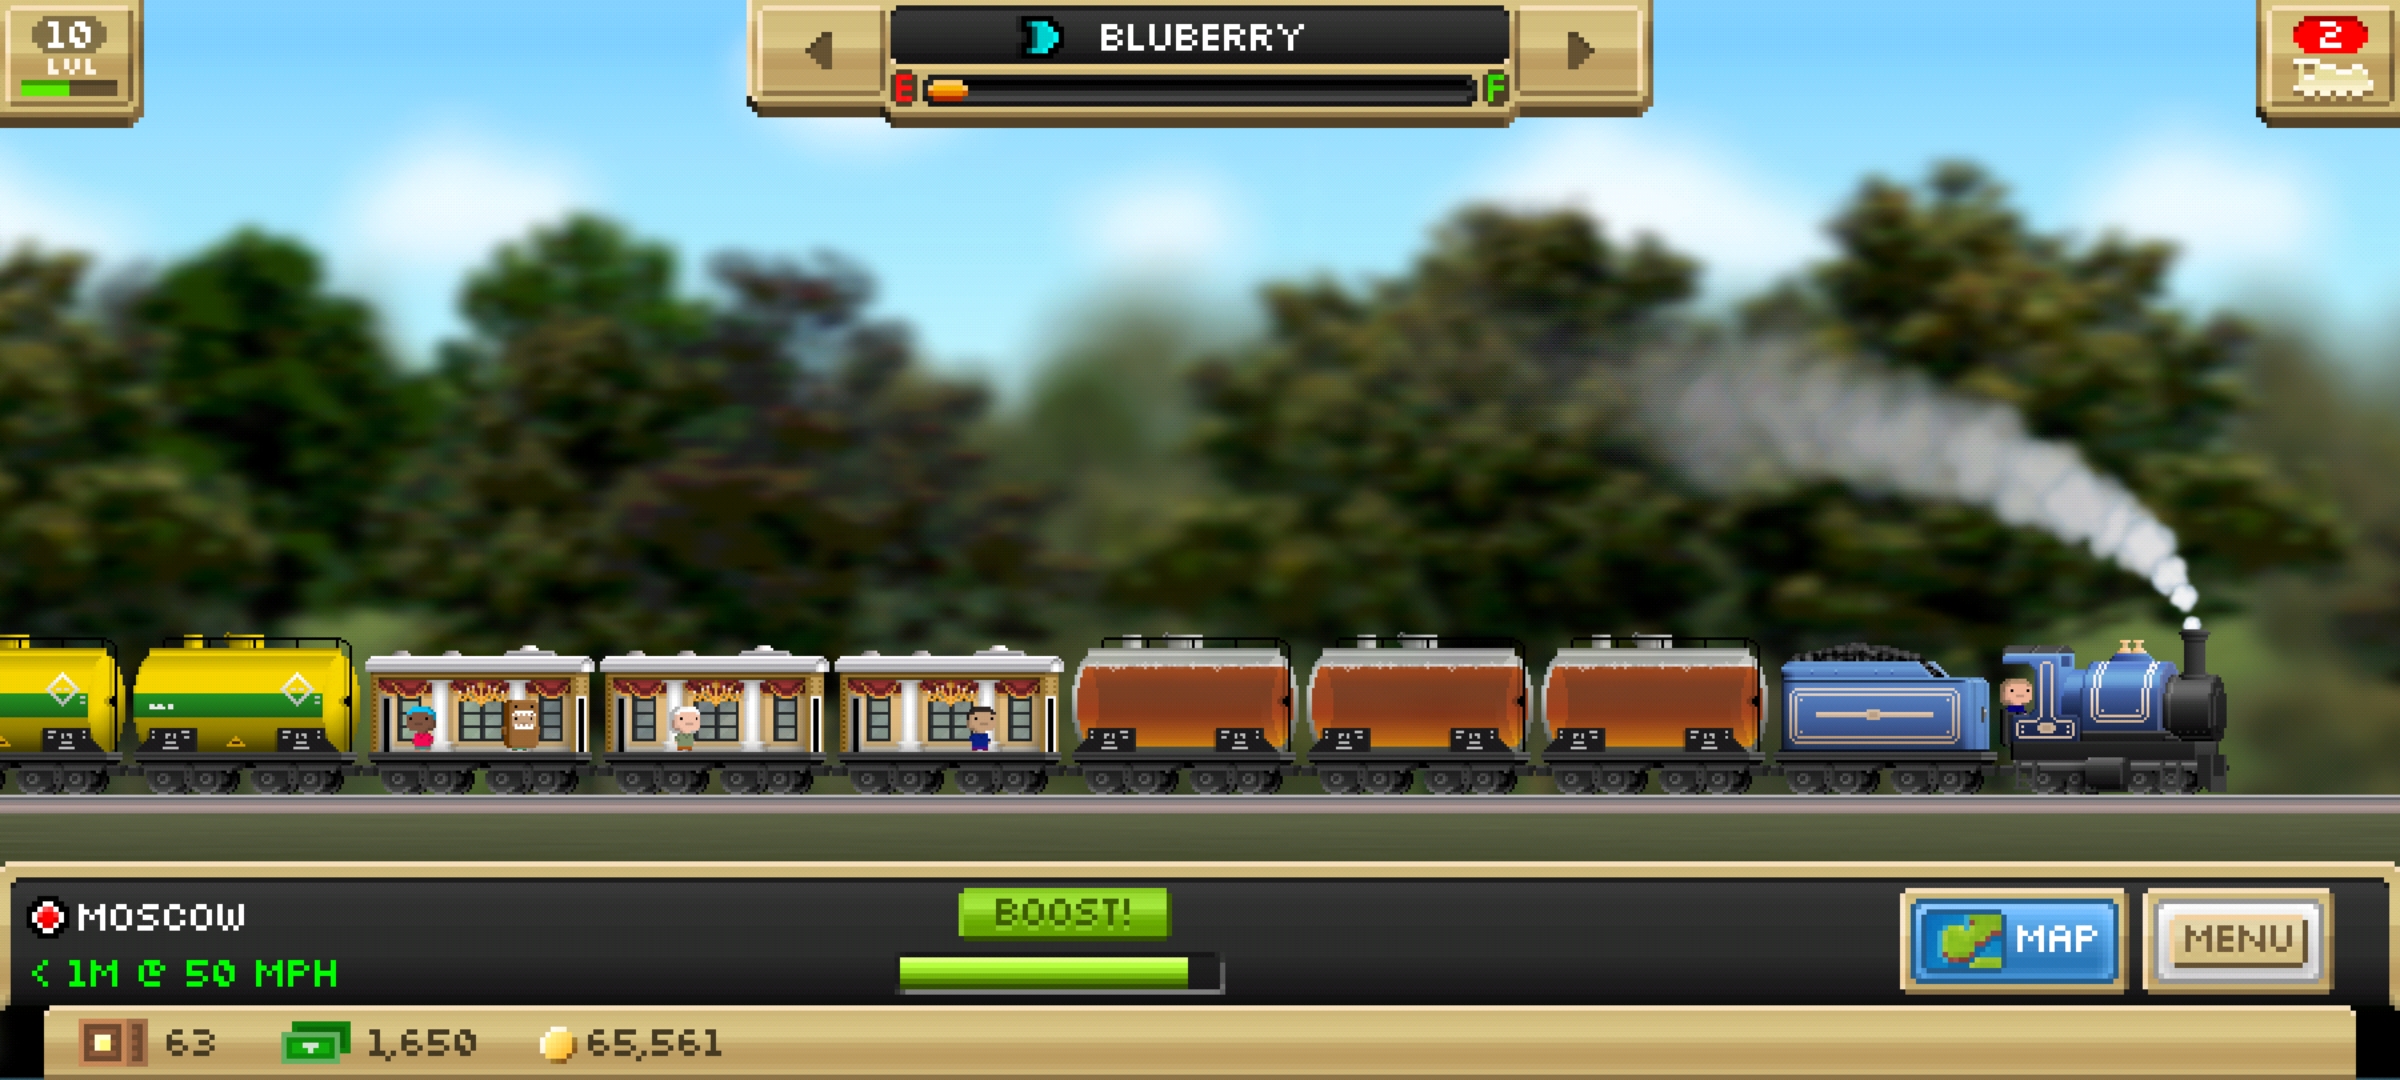 10
LVL
BLUBERRY
E F
2
MOSCOW
< 1M @ 50 MPH
BOOST!
MAP
MENU
63
1,650
65,561